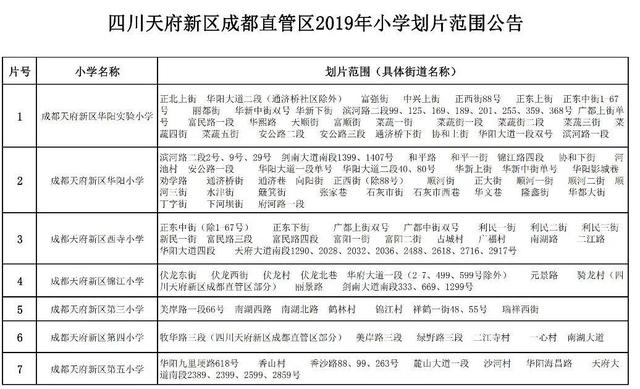 四川天府新区成都直管区2019年小学划片范围公告
片号 小学名称 划片范围（具体街道名称）
1 成都天府新区华阳实验小学
正北上街 华阳大道二段（通济桥社区除外） 富强街 中兴上街 正西街88号 正东上街 正东中街1-67
号 丽都街 华新中街双号 华新下街 滨河路二段99、125、169、189、201、255、359、368号 广都上街单
号 富民路一段 华熙路 天顺街 富顺街 菜蔬一街 菜蔬街一段 菜蔬街二段 菜蔬三街 菜
蔬四街 菜蔬五街 安公路二段 安公路三段 通济桥下街 协和上街 华阳大道一段双号 滨河路一段
2 成都天府新区华阳小学
滨河路二段2号、9号、29号 剑南大道南段1399、1407号 和平路 和平一街 锦江路四段 协和下街 河
池村 安公路一段 华阳大道一段单号 华阳大道二段40、80号 华新上街 华新中街单号 华阳影城巷
劝学路 通济桥街 通济巷 向阳街 正西街（除88号） 顺河街 正大街 顺河一街 顺河二街 顺
河三街 水津街 簸箕街 张家巷 石灰市街 石灰市西巷 华文巷 隆鑫街 华都大街
丁字街 下河坝街 府河路一段
3 成都天府新区西寺小学
正东中街（除1-67号） 正东下街 广都上街双号 广都中街双号 利民一街 利民二街 利民三街
新民一街 富民路三段 富民路四段 富阳一街 富阳二街 古城村 广福村 南湖路 二江路
华阳大道四段 天府大道南段1290、2028、2032、2036、2488、2618、2716、2917号
4 成都天府新区锦江小学
伏龙东街 伏龙西街 伏龙村 伏龙北巷 华府大道一段（2-7、499、599号除外） 元景路 骑龙村（四
川天府新区成都直管区部分） 丽景路 剑南大道南段333、669、1299号
5 成都天府新区第三小学
美岸路一段66号 南湖西路 南湖北路 鹤林村 锦江村 祥鹤一街48、55号 瑞祥西街
6 成都天府新区第四小学
牧华路三段（四川天府新区成都直管区部分） 美岸路三段 绿野路三段 二江寺村 一心村 南湖大道
7 成都天府新区第五小学
华阳九里堤路618号 香山村 香沙路88、99、263号 麓山大道一段 沙河村 华阳海昌路 天府大
道南段2389、2399、2599、2859号